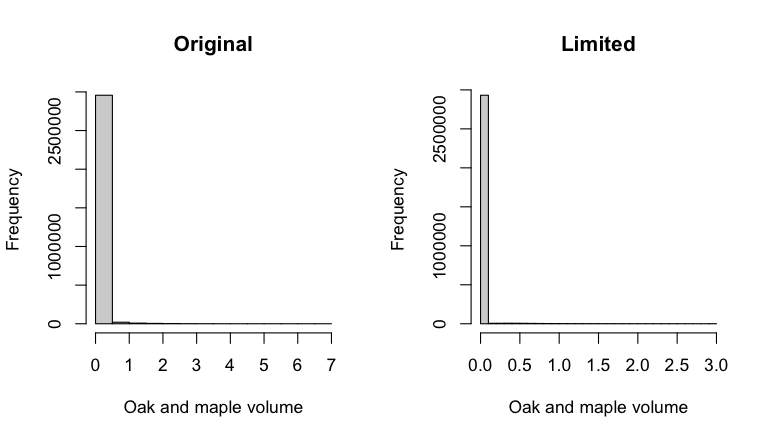 Original
Frequency
0
1000000
2500000
0 1 2 3 4 5 6 7
Oak and maple volume
Limited
Frequency
0
1000000
2500000
0.0 0.5 1.0 1.5 2.0 2.5 3.0
Oak and maple volume